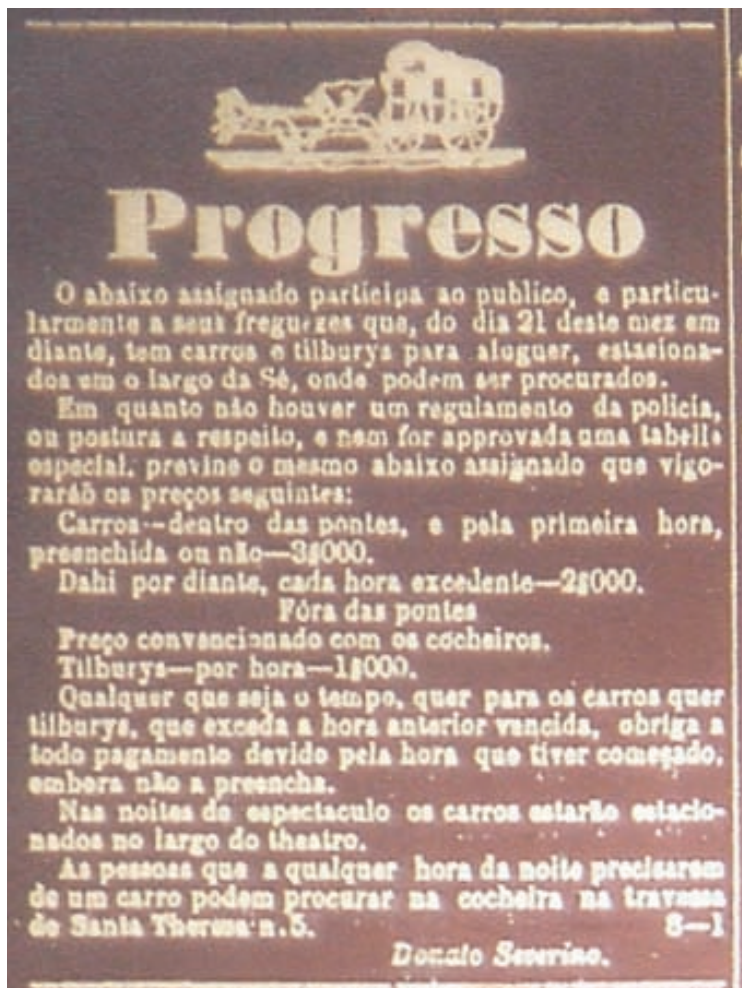 Progresso
O abaixo assignado participa ao publico, e particu-
larmente a seus freguezes que, do dia 21 deste mez em
diante, tem carros e tilburys para aluguer, estaciona-
dos em o largo da Sé, onde podem ser procurados.
Em quanto não houver um regulamento da policia,
ou postura a respeito, e nem for approvada uma tabella
especial, previne o mesmo abaixo assignado que vigo-
raráõ os preços seguintes:
Carros--dentro das pontes, e pela primeira hora,
preenchida ou não—3$000.
Dahi por diante, cada hora excedente—2$000.
Fóra das pontes
Preço convencionado com os cocheiros.
Tilburys—por hora—1$000.
Qualquer que seja o tempo, quer para os carros quer
tilburys, que exceda a hora anterior vencida, obriga a
todo pagamento devido pela hora que tiver começado,
embora não a preencha.
Nas noites de espectaculo os carros estarão estacio-
nados no largo do theatro.
As pessoas que a qualquer hora da noite precisarem
de um carro podem procurar na cocheira na travessa
de Santa Thereza n. 5. 8—1
Donato Severino.